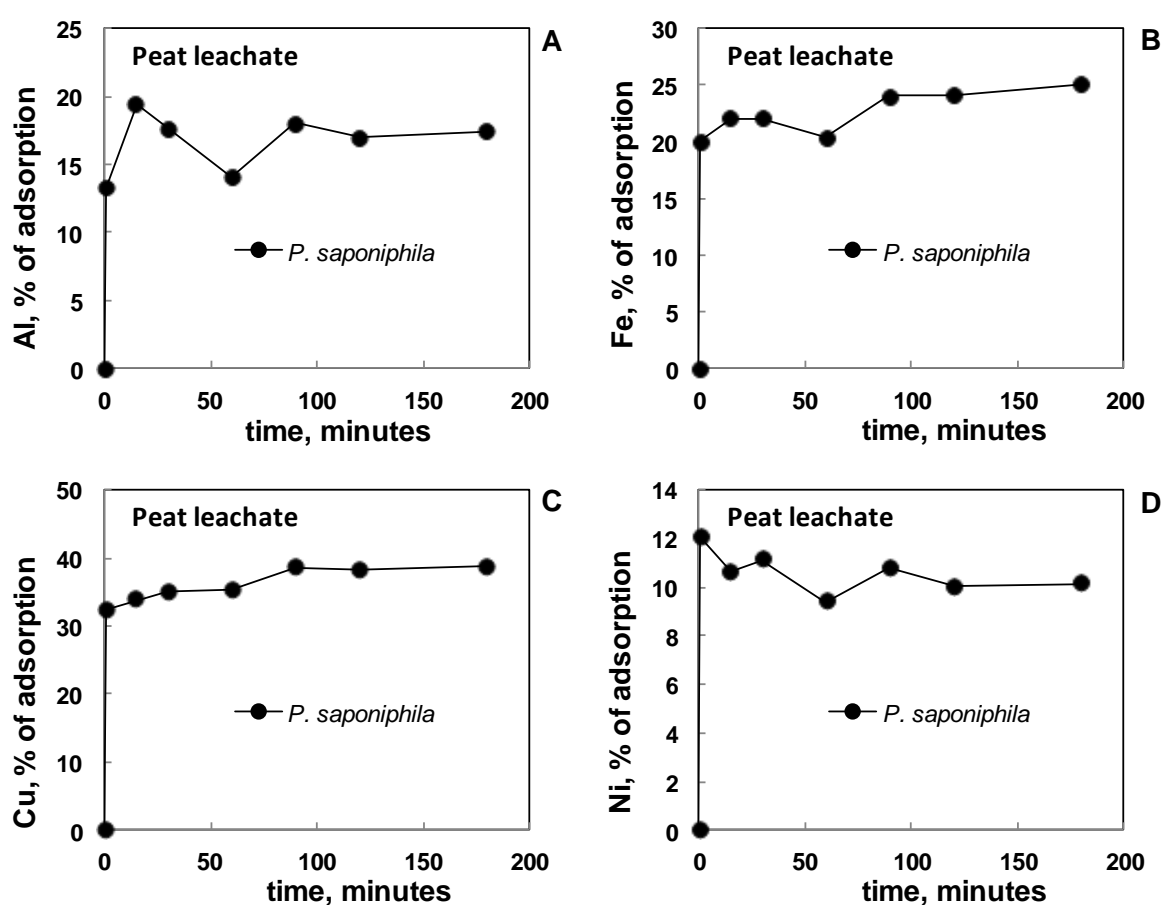 A
Peat leachate
Al, % of adsorption
25
20
15
10
5
0
P. saponiphila
0 50 100 150 200
time, minutes
B
Peat leachate
Fe, % of adsorption
30
25
20
15
10
5
0
P. saponiphila
0 50 100 150 200
time, minutes
C
Peat leachate
Cu, % of adsorption
50
40
30
20
10
0
P. saponiphila
0 50 100 150 200
time, minutes
D
Peat leachate
Ni, % of adsorption
14
12
10
8
6
4
2
0
P. saponiphila
0 50 100 150 200
time, minutes